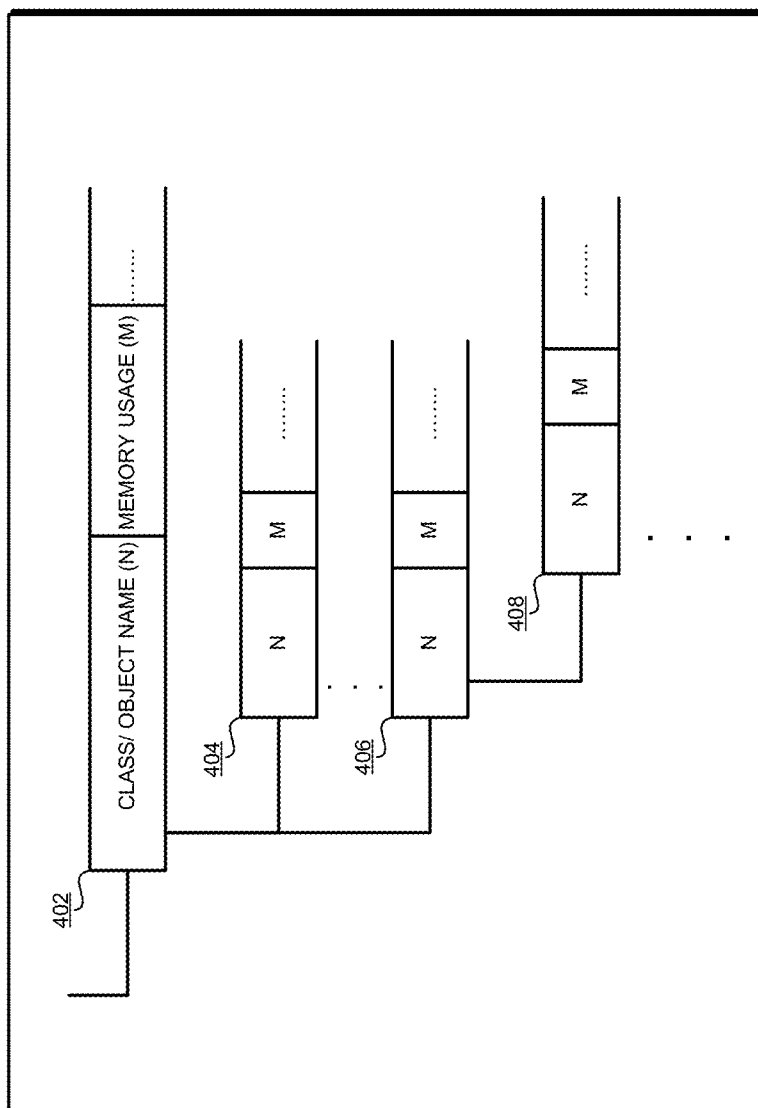 402
CLASS/ OBJECT NAME (N) MEMORY USAGE (M) ........
404
N M ........
. . .
406
N M ........
408
N M ........
. . .